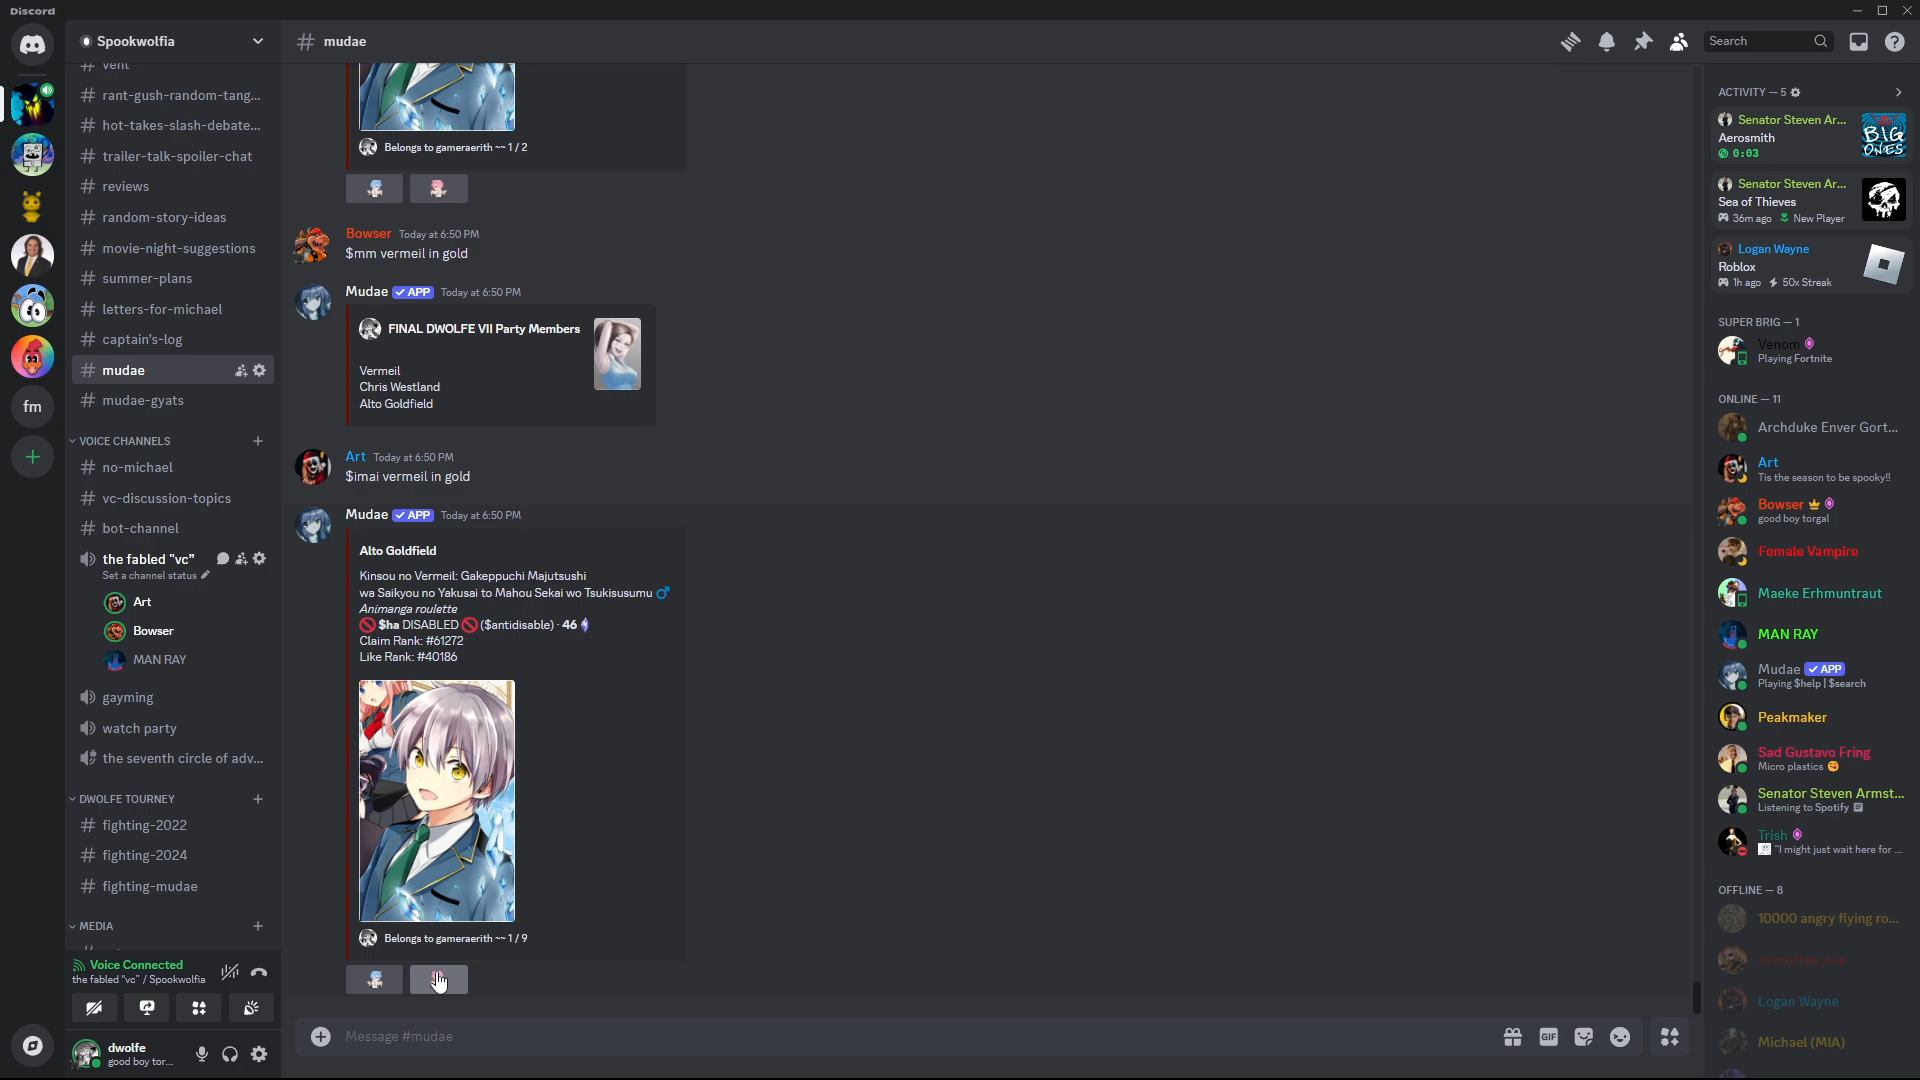 Discord
Spookwolfia
vent
rant-gush-random-tang...
hot-takes-slash-debate...
trailer-talk-spoiler-chat
reviews
random-story-ideas
movie-night-suggestions
summer-plans
letters-for-michael
captain's-log
mudae
mudae-gyats
VOICE CHANNELS
no-michael
vc-discussion-topics
bot-channel
the fabled "vc"
Set a channel status
Art
Bowser
MAN RAY
gayming
watch party
the seventh circle of adv...
DWOLFE TOURNEY
fighting-2022
fighting-2024
fighting-mudae
MEDIA
Voice Connected
the fabled "vc" / Spookwolfia
dwolfe
good boy tor...
fm
# mudae
Belongs to gameraerith ~~ 1 / 2
Bowser Today at 6:50 PM
$mm vermeil in gold
Mudae ✓ APP Today at 6:50 PM
FINAL DWOLFE VII Party Members
Vermeil
Chris Westland
Alto Goldfield
Art Today at 6:50 PM
$imai vermeil in gold
Mudae ✓ APP Today at 6:50 PM
Alto Goldfield
Kinsou no Vermeil: Gakeppuchi Majutsushi
wa Saikyou no Yakusai to Mahou Sekai wo Tsukisusumu ♂
Animanga roulette
🚫 $ha DISABLED 🚫 ($antidisable) · 46
Claim Rank: #61272
Like Rank: #40186
Belongs to gameraerith ~~ 1 / 9
Message #mudae
GIF
Search
ACTIVITY — 5
Senator Steven Ar...
Aerosmith
0:03
BIG ONES
Senator Steven Ar...
Sea of Thieves
36m ago New Player
Logan Wayne
Roblox
1h ago 50x Streak
SUPER BRIG — 1
Venom
Playing Fortnite
ONLINE — 11
Archduke Enver Gort...
Art
Tis the season to be spooky!!
Bowser
good boy torgal
Female Vampire
Maeke Erhmuntraut
MAN RAY
Mudae ✓ APP
Playing $help | $search
Peakmaker
Sad Gustavo Fring
Micro plastics
Senator Steven Armst...
Listening to Spotify
Trish
"I might just wait here for ...
OFFLINE — 8
10000 angry flying ro...
Logan Wayne
Michael (MIA)